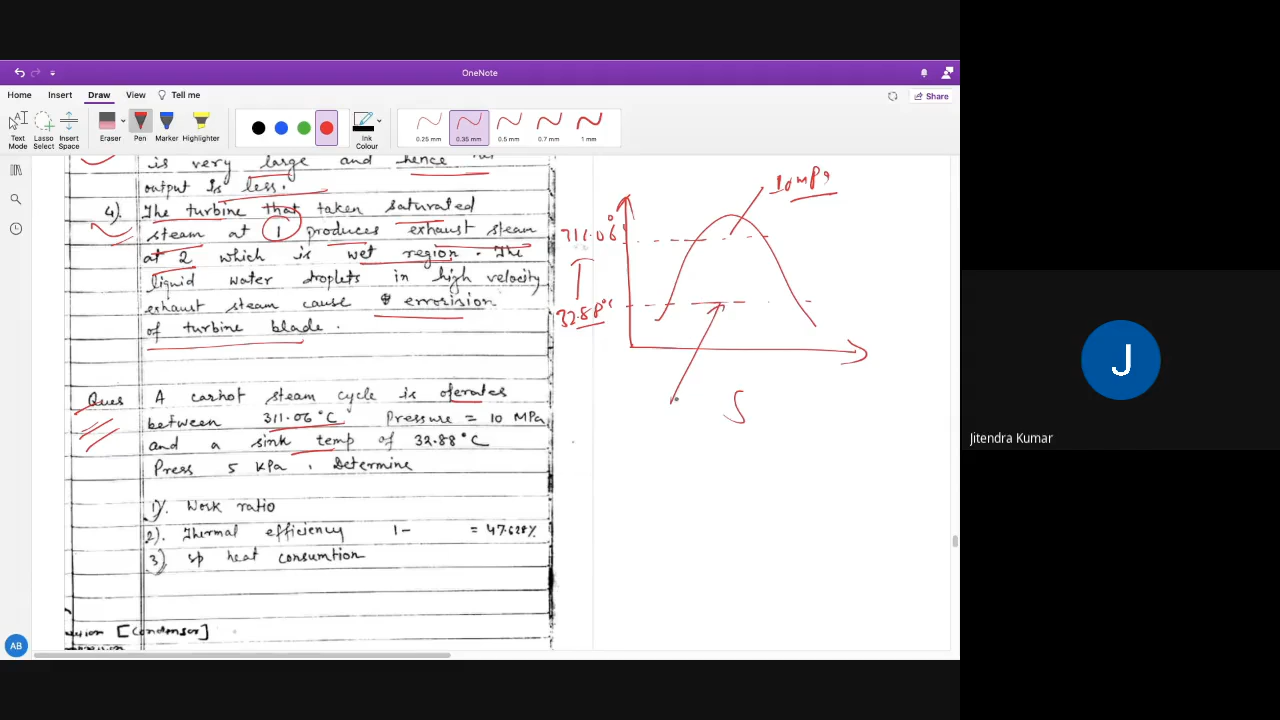 OneNote
Home Insert Draw View Tell me
Share
Text Mode
Lasso Select
Insert Space
Eraser
Pen
Marker
Highlighter
Ink Colour
0.25 mm
0.35 mm
0.5 mm
0.7 mm
1 mm
is very large and hence
output is less.
4). The turbine that taken saturated
steam at 1 produces exhaust steam
at 2 which is wet region. The
liquid water droplets in high velocity
exhaust steam cause errorision
of turbine blade.
Ques A carnot steam cycle is operates
between 311.06°C Pressure = 10 MPa
and a sink temp of 32.88°C
Press 5 kPa. Determine
1). Work ratio
2). Thermal efficiency 1- = 47.628%
3) sp heat consumtion
[Condensor]
10 MPa
311.06°
32.88°C
S
AB
J
Jitendra Kumar